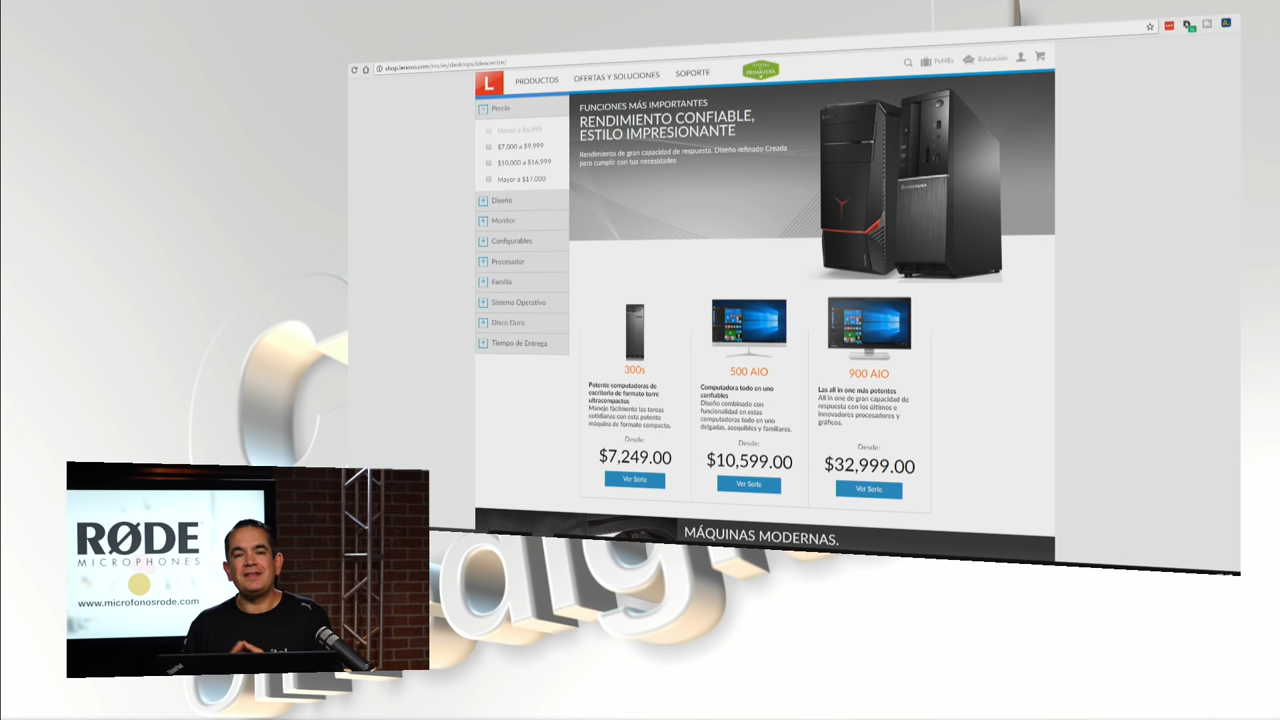 shop.lenovo.com/mx/es/desktops/ideacentre/
L
PRODUCTOS
OFERTAS Y SOLUCIONES
SOPORTE
PRIMAVERA
PyMEs
Educación
Precio
Menor a $6,999
$7,000 a $9,999
$10,000 a $16,999
Mayor a $17,000
Diseño
Monitor
Configurables
Procesador
Familia
Sistema Operativo
Disco Duro
Tiempo de Entrega
FUNCIONES MÁS IMPORTANTES
RENDIMIENTO CONFIABLE,
ESTILO IMPRESIONANTE
Rendimiento de gran capacidad de respuesta. Diseño refinado Creada
para cumplir con tus necesidades
300s
Potente computadoras de
escritorio de formato torre
ultracompactos
Maneje fácilmente las tareas
cotidianas con esta potente
máquina de formato compacto.
Desde:
$7,249.00
Ver Serie
500 AIO
Computadora todo en uno
confiables
Diseño combinado con
funcionalidad en estas
computadoras todo en uno
delgadas, asequibles y familiares.
Desde:
$10,599.00
Ver Serie
900 AIO
Las all in one más potentes
All in one de gran capacidad de
respuesta con los últimos e
innovadores procesadores y
gráficos.
Desde:
$32,999.00
Ver Serie
MÁQUINAS MODERNAS.
RØDE
MICROPHONES
www.microfonosrode.com
ThinkPad